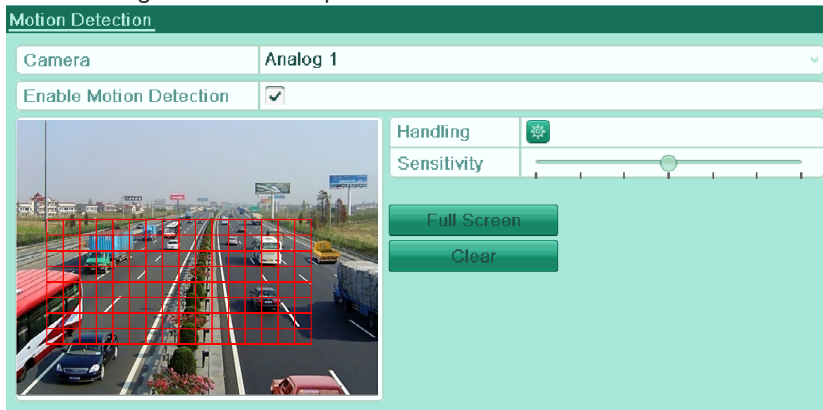 Motion Detection
Camera Analog 1
Enable Motion Detection
Handling
Sensitivity
Full Screen
Clear